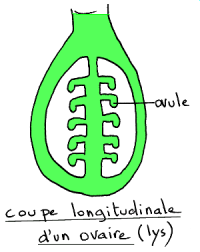 ovule
coupe longitudinale
d'un ovaire (lys)